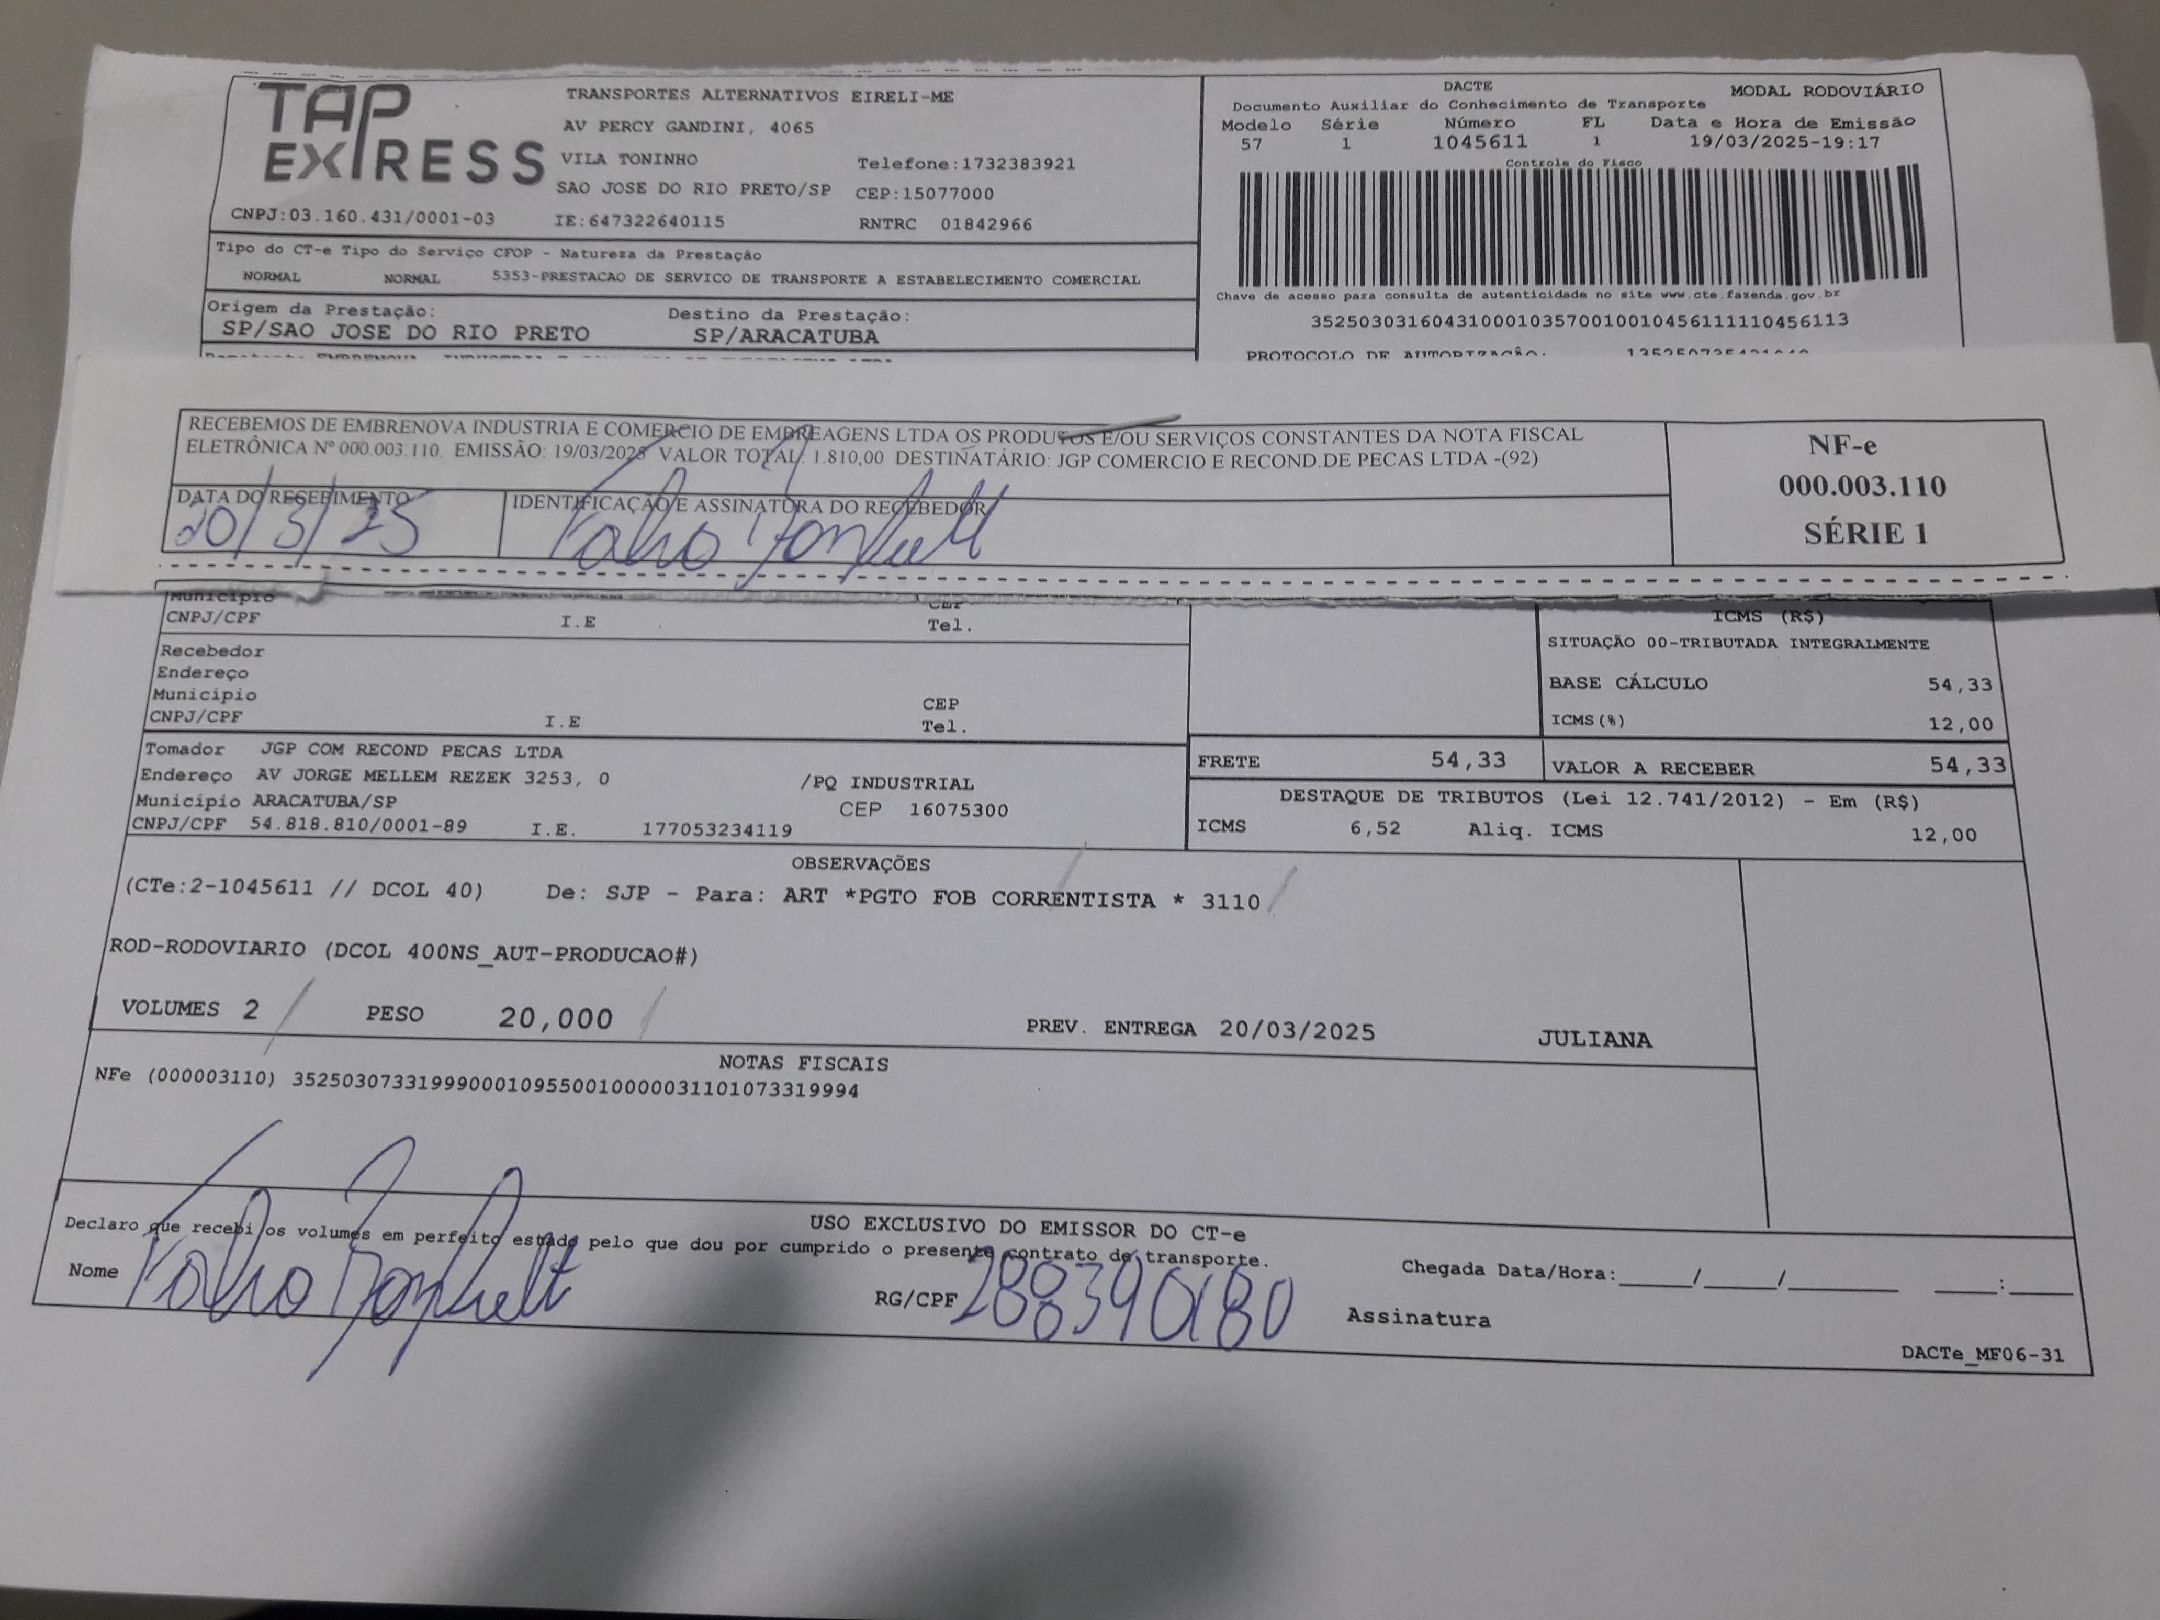 TAP EXPRESS
TRANSPORTES ALTERNATIVOS EIRELI-ME
AV PERCY GANDINI, 4065
VILA TONINHO Telefone:1732383921
SAO JOSE DO RIO PRETO/SP CEP:15077000
CNPJ:03.160.431/0001-03 IE:647322640115 RNTRC 01842966
DACTE MODAL RODOVIÁRIO
Documento Auxiliar do Conhecimento de Transporte
Modelo Série Número FL Data e Hora de Emissão
57 1 1045611 1 19/03/2025-19:17
Controle do Fisco
Tipo do CT-e Tipo do Serviço CFOP - Natureza da Prestação
NORMAL NORMAL 5353-PRESTACAO DE SERVICO DE TRANSPORTE A ESTABELECIMENTO COMERCIAL
Chave de acesso para consulta de autenticidade no site www.cte.fazenda.gov.br
35250303160431000103570010010456111110456113
Origem da Prestação: Destino da Prestação:
SP/SAO JOSE DO RIO PRETO SP/ARACATUBA
PROTOCOLO DE AUTORIZAÇÃO:
RECEBEMOS DE EMBRENOVA INDUSTRIA E COMERCIO DE EMBREAGENS LTDA OS PRODUTOS E/OU SERVIÇOS CONSTANTES DA NOTA FISCAL
ELETRÔNICA Nº 000.003.110. EMISSÃO: 19/03/2025 VALOR TOTAL: 1.810,00 DESTINATÁRIO: JGP COMERCIO E RECOND.DE PECAS LTDA -(92)
DATA DO RECEBIMENTO IDENTIFICAÇÃO E ASSINATURA DO RECEBEDOR
20/3/25
NF-e
000.003.110
SÉRIE 1
Município CEP
CNPJ/CPF I.E Tel.
Recebedor
Endereço
Município CEP
CNPJ/CPF I.E Tel.
ICMS (R$)
SITUAÇÃO 00-TRIBUTADA INTEGRALMENTE
BASE CÁLCULO 54,33
ICMS(%) 12,00
Tomador JGP COM RECOND PECAS LTDA
Endereço AV JORGE MELLEM REZEK 3253, 0 /PQ INDUSTRIAL
Município ARACATUBA/SP CEP 16075300
CNPJ/CPF 54.818.810/0001-89 I.E. 177053234119
FRETE 54,33 VALOR A RECEBER 54,33
DESTAQUE DE TRIBUTOS (Lei 12.741/2012) - Em (R$)
ICMS 6,52 Aliq. ICMS 12,00
OBSERVAÇÕES
(CTe:2-1045611 // DCOL 40) De: SJP - Para: ART *PGTO FOB CORRENTISTA * 3110
ROD-RODOVIARIO (DCOL 400NS_AUT-PRODUCAO#)
VOLUMES 2 PESO 20,000 PREV. ENTREGA 20/03/2025 JULIANA
NOTAS FISCAIS
NFe (000003110) 35250307331999000109550010000031101073319994
USO EXCLUSIVO DO EMISSOR DO CT-e
Declaro que recebi os volumes em perfeito estado pelo que dou por cumprido o presente contrato de transporte.
Nome RG/CPF 288390180 Chegada Data/Hora:_____/_____/________ ____:____
Assinatura
DACTe_MF06-31